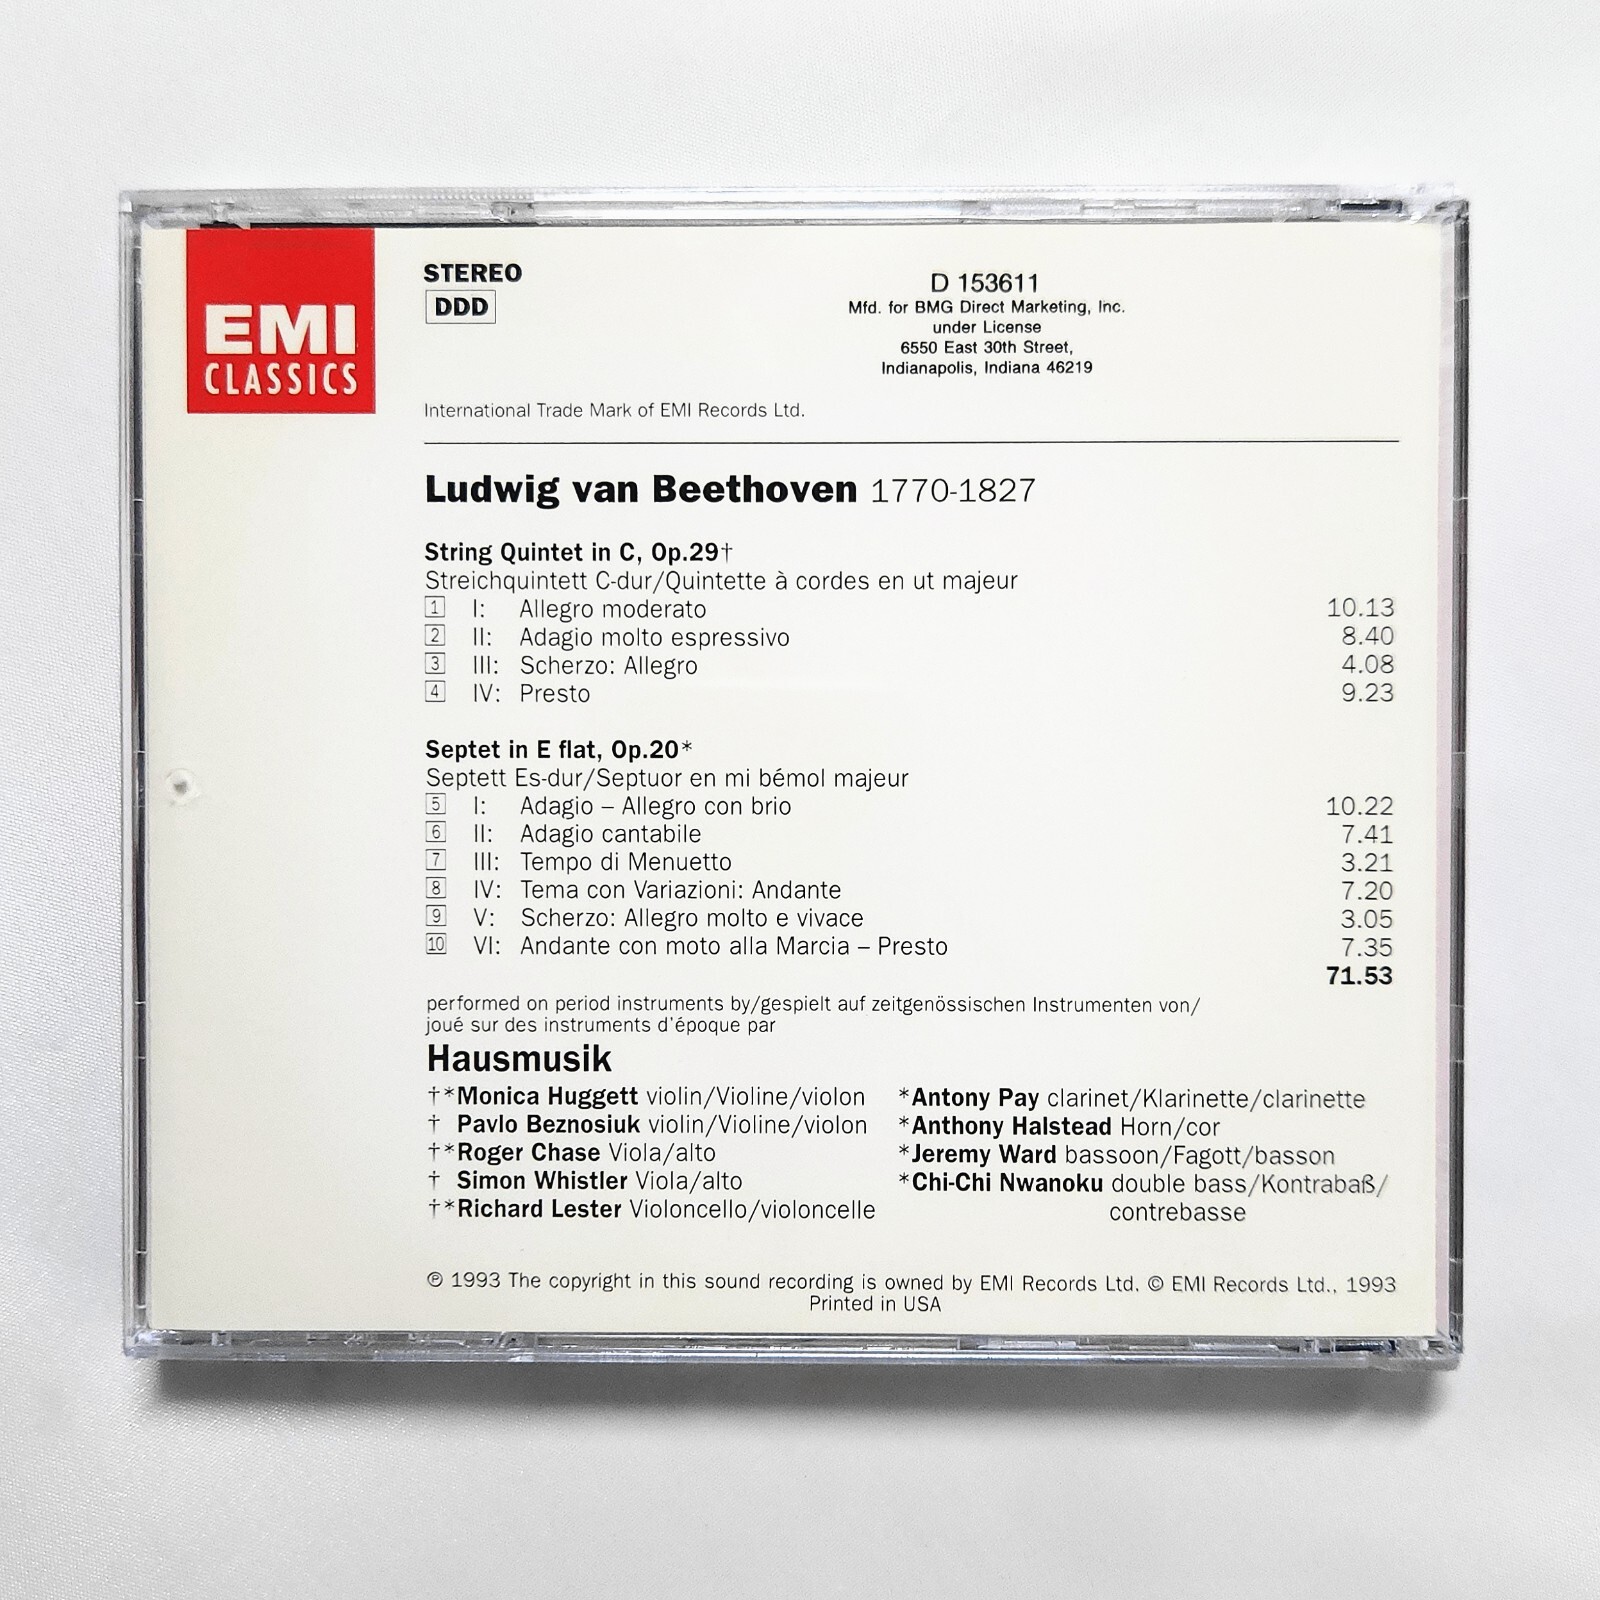 EMI
CLASSICS
STEREO
DDD
D 153611
Mfd. for BMG Direct Marketing, Inc.
under License
6550 East 30th Street,
Indianapolis, Indiana 46219
International Trade Mark of EMI Records Ltd.
Ludwig van Beethoven 1770-1827
String Quintet in C, Op.29†
Streichquintett C-dur/Quintette à cordes en ut majeur
1 I: Allegro moderato 10.13
2 II: Adagio molto espressivo 8.40
3 III: Scherzo: Allegro 4.08
4 IV: Presto 9.23
Septet in E flat, Op.20*
Septett Es-dur/Septuor en mi bémol majeur
5 I: Adagio – Allegro con brio 10.22
6 II: Adagio cantabile 7.41
7 III: Tempo di Menuetto 3.21
8 IV: Tema con Variazioni: Andante 7.20
9 V: Scherzo: Allegro molto e vivace 3.05
10 VI: Andante con moto alla Marcia – Presto 7.35
71.53
performed on period instruments by/gespielt auf zeitgenössischen Instrumenten von/
joué sur des instruments d'époque par
Hausmusik
†*Monica Huggett violin/Violine/violon
† Pavlo Beznosiuk violin/Violine/violon
†*Roger Chase Viola/alto
† Simon Whistler Viola/alto
†*Richard Lester Violoncello/violoncelle
*Antony Pay clarinet/Klarinette/clarinette
*Anthony Halstead Horn/cor
*Jeremy Ward bassoon/Fagott/basson
*Chi-Chi Nwanoku double bass/Kontrabaß/
contrebasse
℗ 1993 The copyright in this sound recording is owned by EMI Records Ltd. © EMI Records Ltd., 1993
Printed in USA